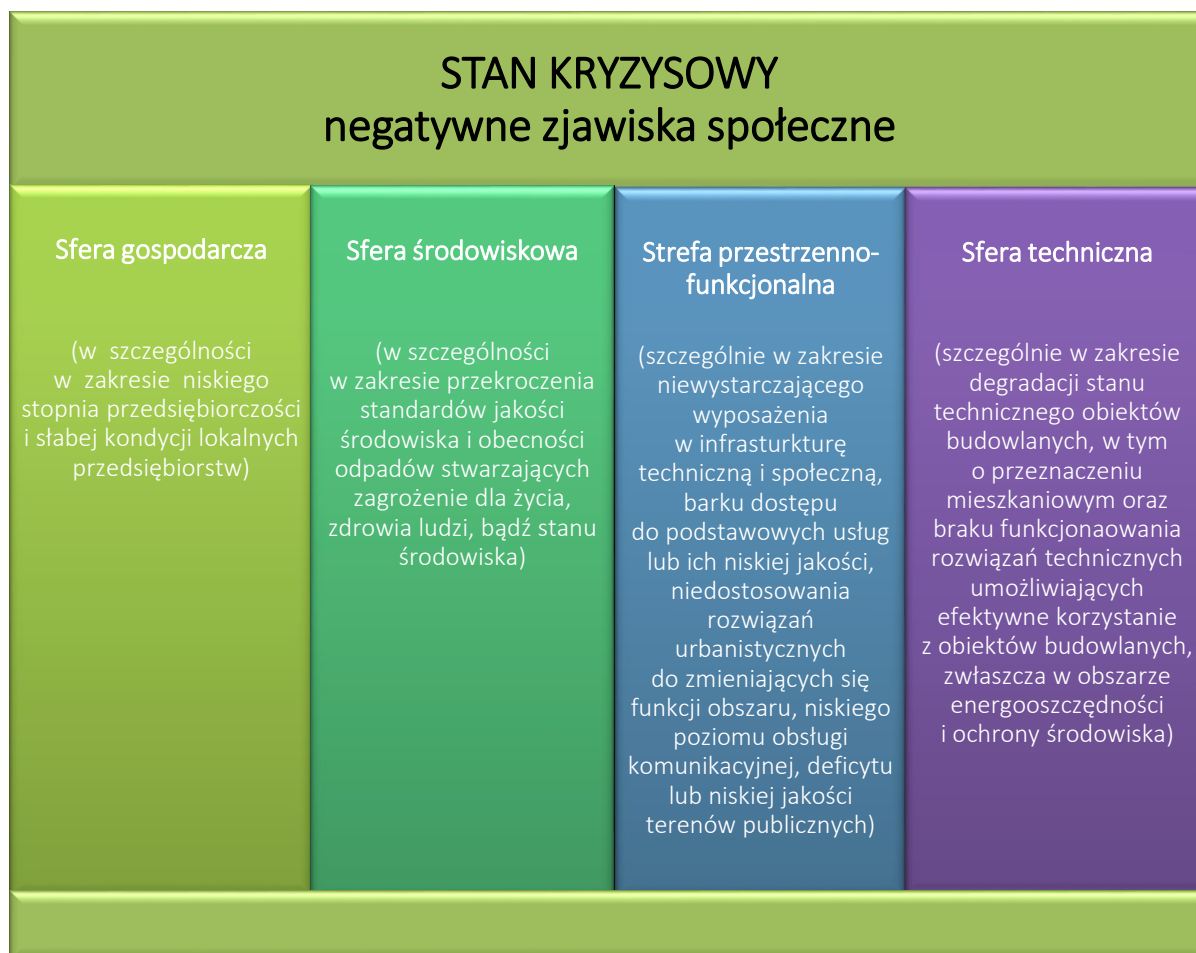 STAN KRYZYSOWY
negatywne zjawiska społeczne
Sfera gospodarcza
(w szczególności
w zakresie niskiego
stopnia przedsiębiorczości
i słabej kondycji lokalnych
przedsiębiorstw)
Sfera środowiskowa
(w szczególności
w zakresie przekroczenia
standardów jakości
środowiska i obecności
odpadów stwarzających
zagrożenie dla życia,
zdrowia ludzi, bądź stanu
środowiska)
Strefa przestrzenno-
funkcjonalna
(szczególnie w zakresie
niewystarczającego
wyposażenia
w infrasturkturę
techniczną i społeczną,
barku dostępu
do podstawowych usług
lub ich niskiej jakości,
niedostosowania
rozwiązań
urbanistycznych
do zmieniających się
funkcji obszaru, niskiego
poziomu obsługi
komunikacyjnej, deficytu
lub niskiej jakości
terenów publicznych)
Sfera techniczna
(szczególnie w zakresie
degradacji stanu
technicznego obiektów
budowlanych, w tym
o przeznaczeniu
mieszkaniowym oraz
braku funkcjonaowania
rozwiązań technicznych
umożliwiających
efektywne korzystanie
z obiektów budowlanych,
zwłaszcza w obszarze
energooszczędności
i ochrony środowiska)